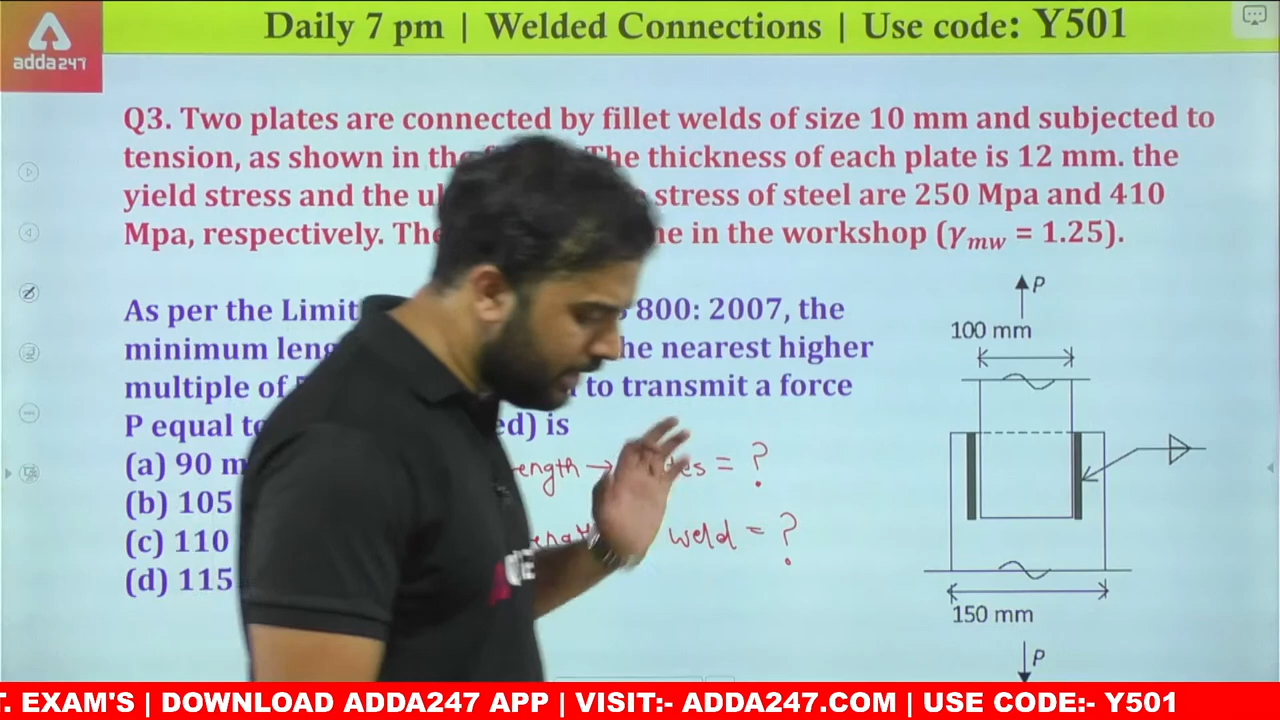 Daily 7 pm | Welded Connections | Use code: Y501
adda247
Q3. Two plates are connected by fillet welds of size 10 mm and subjected to
tension, as shown in the The thickness of each plate is 12 mm. the
yield stress and the stress of steel are 250 Mpa and 410
Mpa, respectively. The in the workshop (γmw = 1.25).
As per the Limit 800: 2007, the
minimum the nearest higher
multiple of to transmit a force
P equal is
(a) 90
(b) 105
(c) 110
(d) 115
= ?
weld = ?
P
100 mm
150 mm
P
T. EXAM'S | DOWNLOAD ADDA247 APP | VISIT:- ADDA247.COM | USE CODE:- Y501